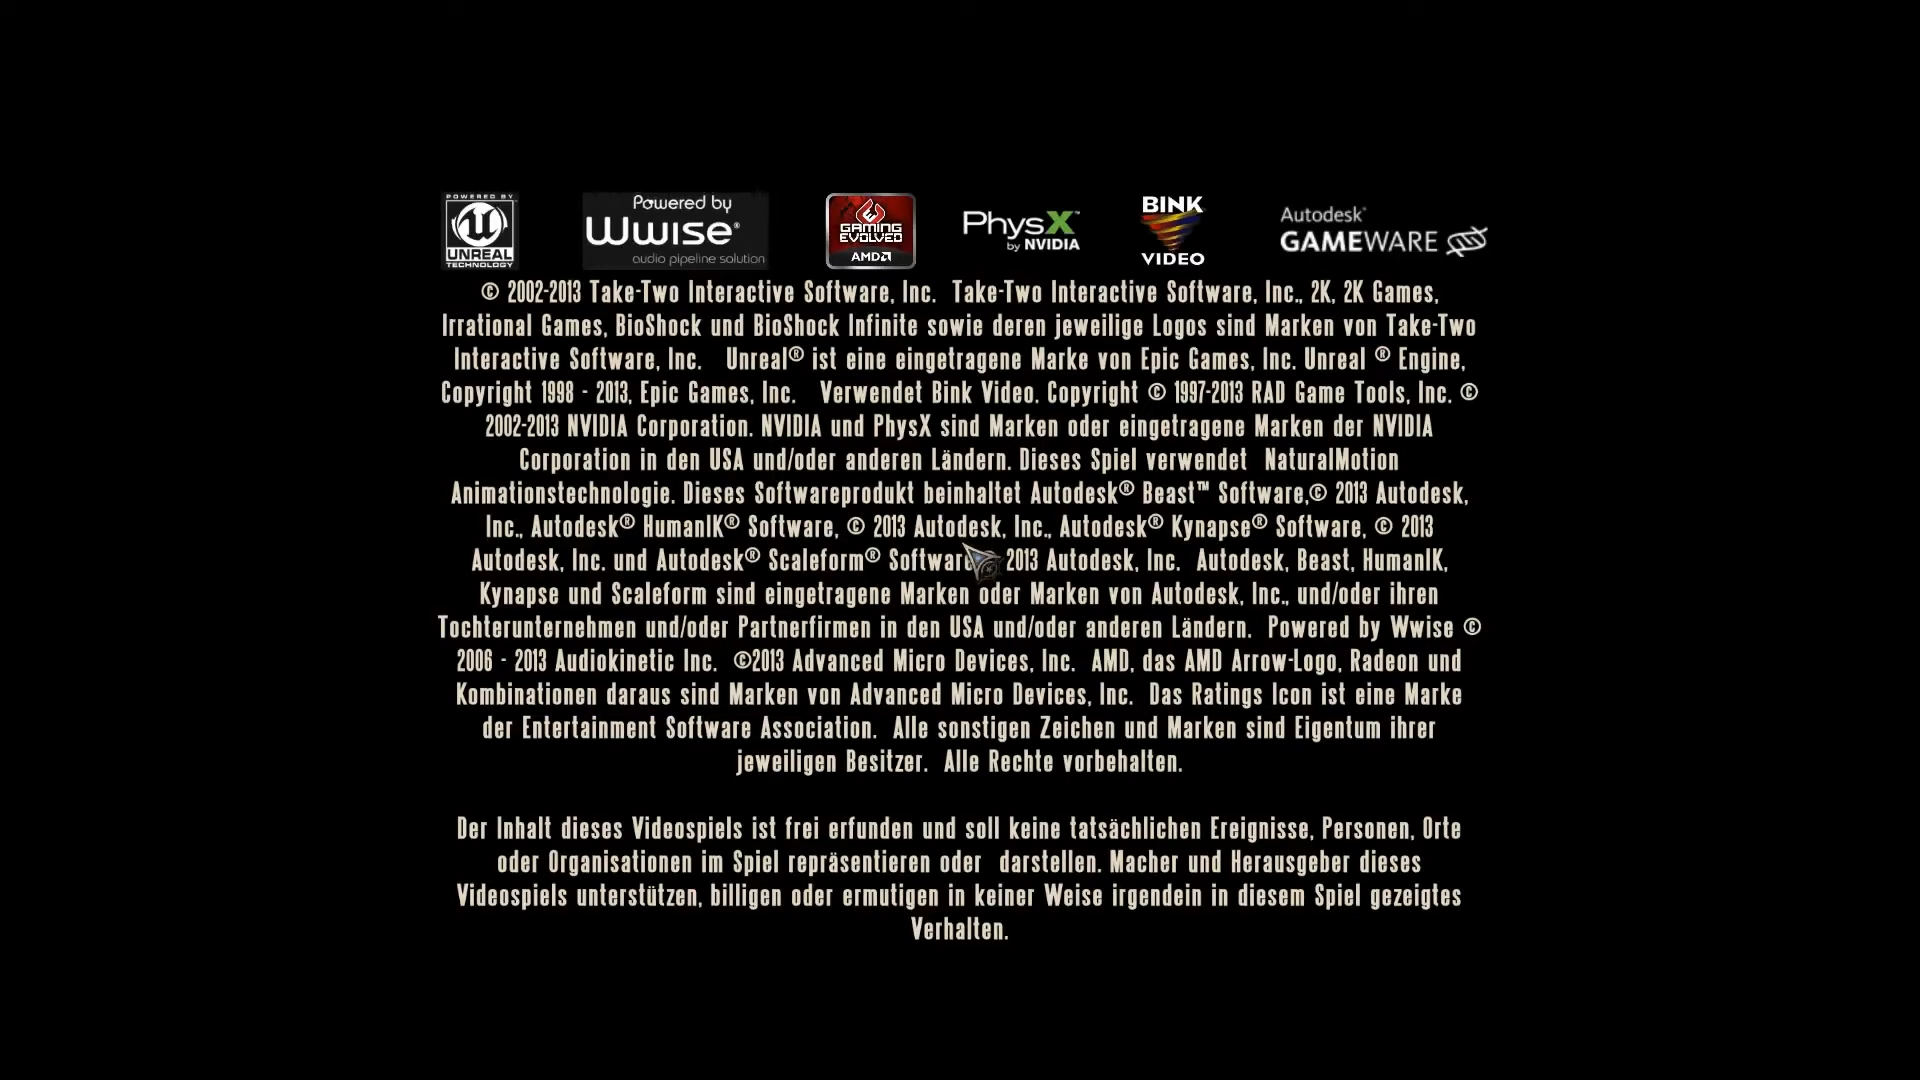 POWERED BY
UNREAL
TECHNOLOGY
Powered by
Wwise®
audio pipeline solution
GAMING
EVOLVED
AMD
PhysX™
by NVIDIA
BINK
VIDEO
Autodesk®
GAMEWARE
© 2002-2013 Take-Two Interactive Software, Inc.  Take-Two Interactive Software, Inc., 2K, 2K Games,
Irrational Games, BioShock und BioShock Infinite sowie deren jeweilige Logos sind Marken von Take-Two
Interactive Software, Inc.   Unreal® ist eine eingetragene Marke von Epic Games, Inc. Unreal ® Engine,
Copyright 1998 - 2013, Epic Games, Inc.   Verwendet Bink Video. Copyright © 1997-2013 RAD Game Tools, Inc. ©
2002-2013 NVIDIA Corporation. NVIDIA und PhysX sind Marken oder eingetragene Marken der NVIDIA
Corporation in den USA und/oder anderen Ländern. Dieses Spiel verwendet  NaturalMotion
Animationstechnologie. Dieses Softwareprodukt beinhaltet Autodesk® Beast™ Software,© 2013 Autodesk,
Inc., Autodesk® HumanIK® Software, © 2013 Autodesk, Inc., Autodesk® Kynapse® Software, © 2013
Autodesk, Inc. und Autodesk® Scaleform® Software 2013 Autodesk, Inc.  Autodesk, Beast, HumanIK,
Kynapse und Scaleform sind eingetragene Marken oder Marken von Autodesk, Inc., und/oder ihren
Tochterunternehmen und/oder Partnerfirmen in den USA und/oder anderen Ländern.  Powered by Wwise ©
2006 - 2013 Audiokinetic Inc.  ©2013 Advanced Micro Devices, Inc.  AMD, das AMD Arrow-Logo, Radeon und
Kombinationen daraus sind Marken von Advanced Micro Devices, Inc.  Das Ratings Icon ist eine Marke
der Entertainment Software Association.  Alle sonstigen Zeichen und Marken sind Eigentum ihrer
jeweiligen Besitzer.  Alle Rechte vorbehalten.
Der Inhalt dieses Videospiels ist frei erfunden und soll keine tatsächlichen Ereignisse, Personen, Orte
oder Organisationen im Spiel repräsentieren oder  darstellen. Macher und Herausgeber dieses
Videospiels unterstützen, billigen oder ermutigen in keiner Weise irgendein in diesem Spiel gezeigtes
Verhalten.